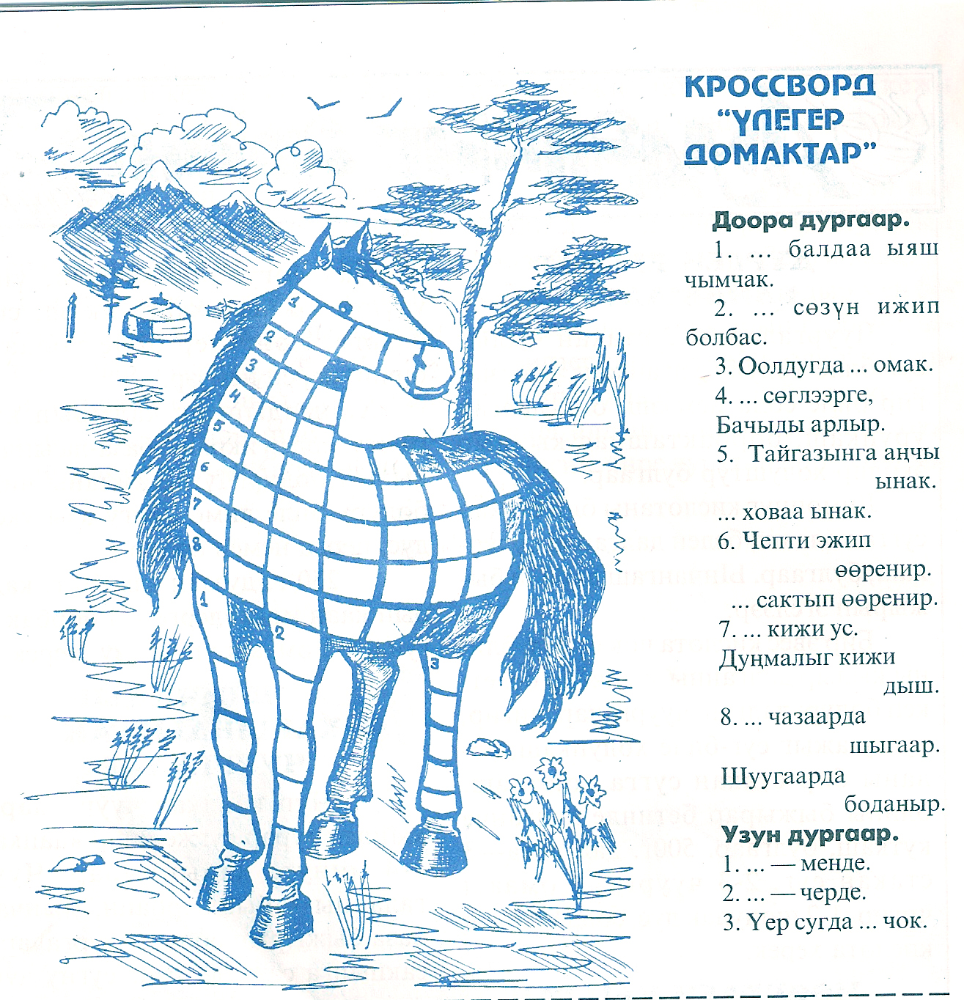 КРОССВОРД
“ҮЛЕГЕР
ДОМАКТАР”
Доора дургаар.
1. ... балдаа ыяш
чымчак.
2. ... сөзүн ижип
болбас.
3. Оолдугда ... омак.
4. ... сөглээрге,
Бачыды арлыр.
5. Тайгазынга аңчы
ынак.
... ховаа ынак.
6. Чепти эжип
өөренир.
... сактып өөренир.
7. ... кижи ус.
Дуңмалыг кижи
дыш.
8. ... чазаарда
шыгаар.
Шуугаарда
боданыр.
Узун дургаар.
1. ... — менде.
2. ... — черде.
3. Үер сугда ... чок.
1
2
3
4
5
6
7
8
1
2
3